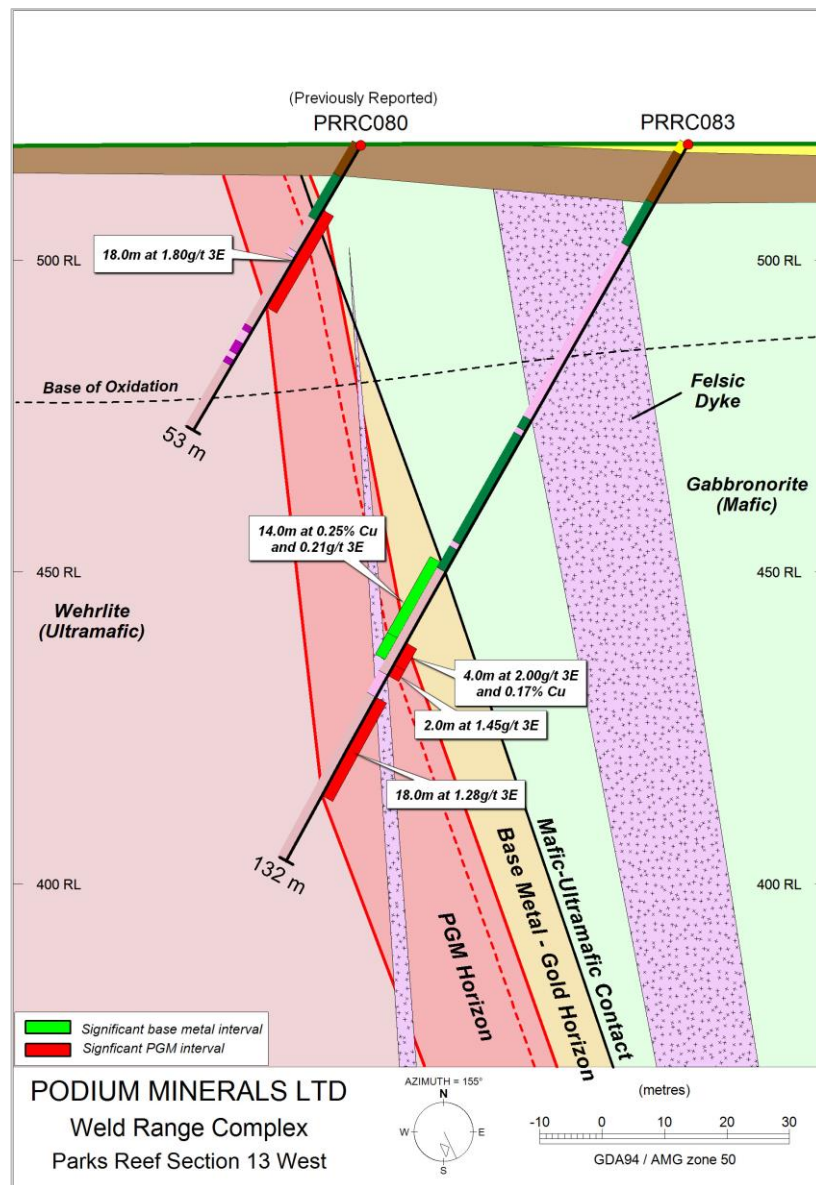 (Previously Reported)
PRRC080
PRRC083
500 RL
18.0m at 1.80g/t 3E
500 RL
Base of Oxidation
53 m
Felsic
Dyke
Gabbronorite
(Mafic)
14.0m at 0.25% Cu
and 0.21g/t 3E
450 RL
450 RL
Wehrlite
(Ultramafic)
4.0m at 2.00g/t 3E
and 0.17% Cu
2.0m at 1.45g/t 3E
18.0m at 1.28g/t 3E
132 m
400 RL
400 RL
PGM Horizon
Base Metal - Gold Horizon
Mafic-Ultramafic Contact
Significant base metal interval
Signficant PGM interval
PODIUM MINERALS LTD
Weld Range Complex
Parks Reef Section 13 West
AZIMUTH = 155°
N
W
E
S
(metres)
-10 0 10 20 30
GDA94 / AMG zone 50